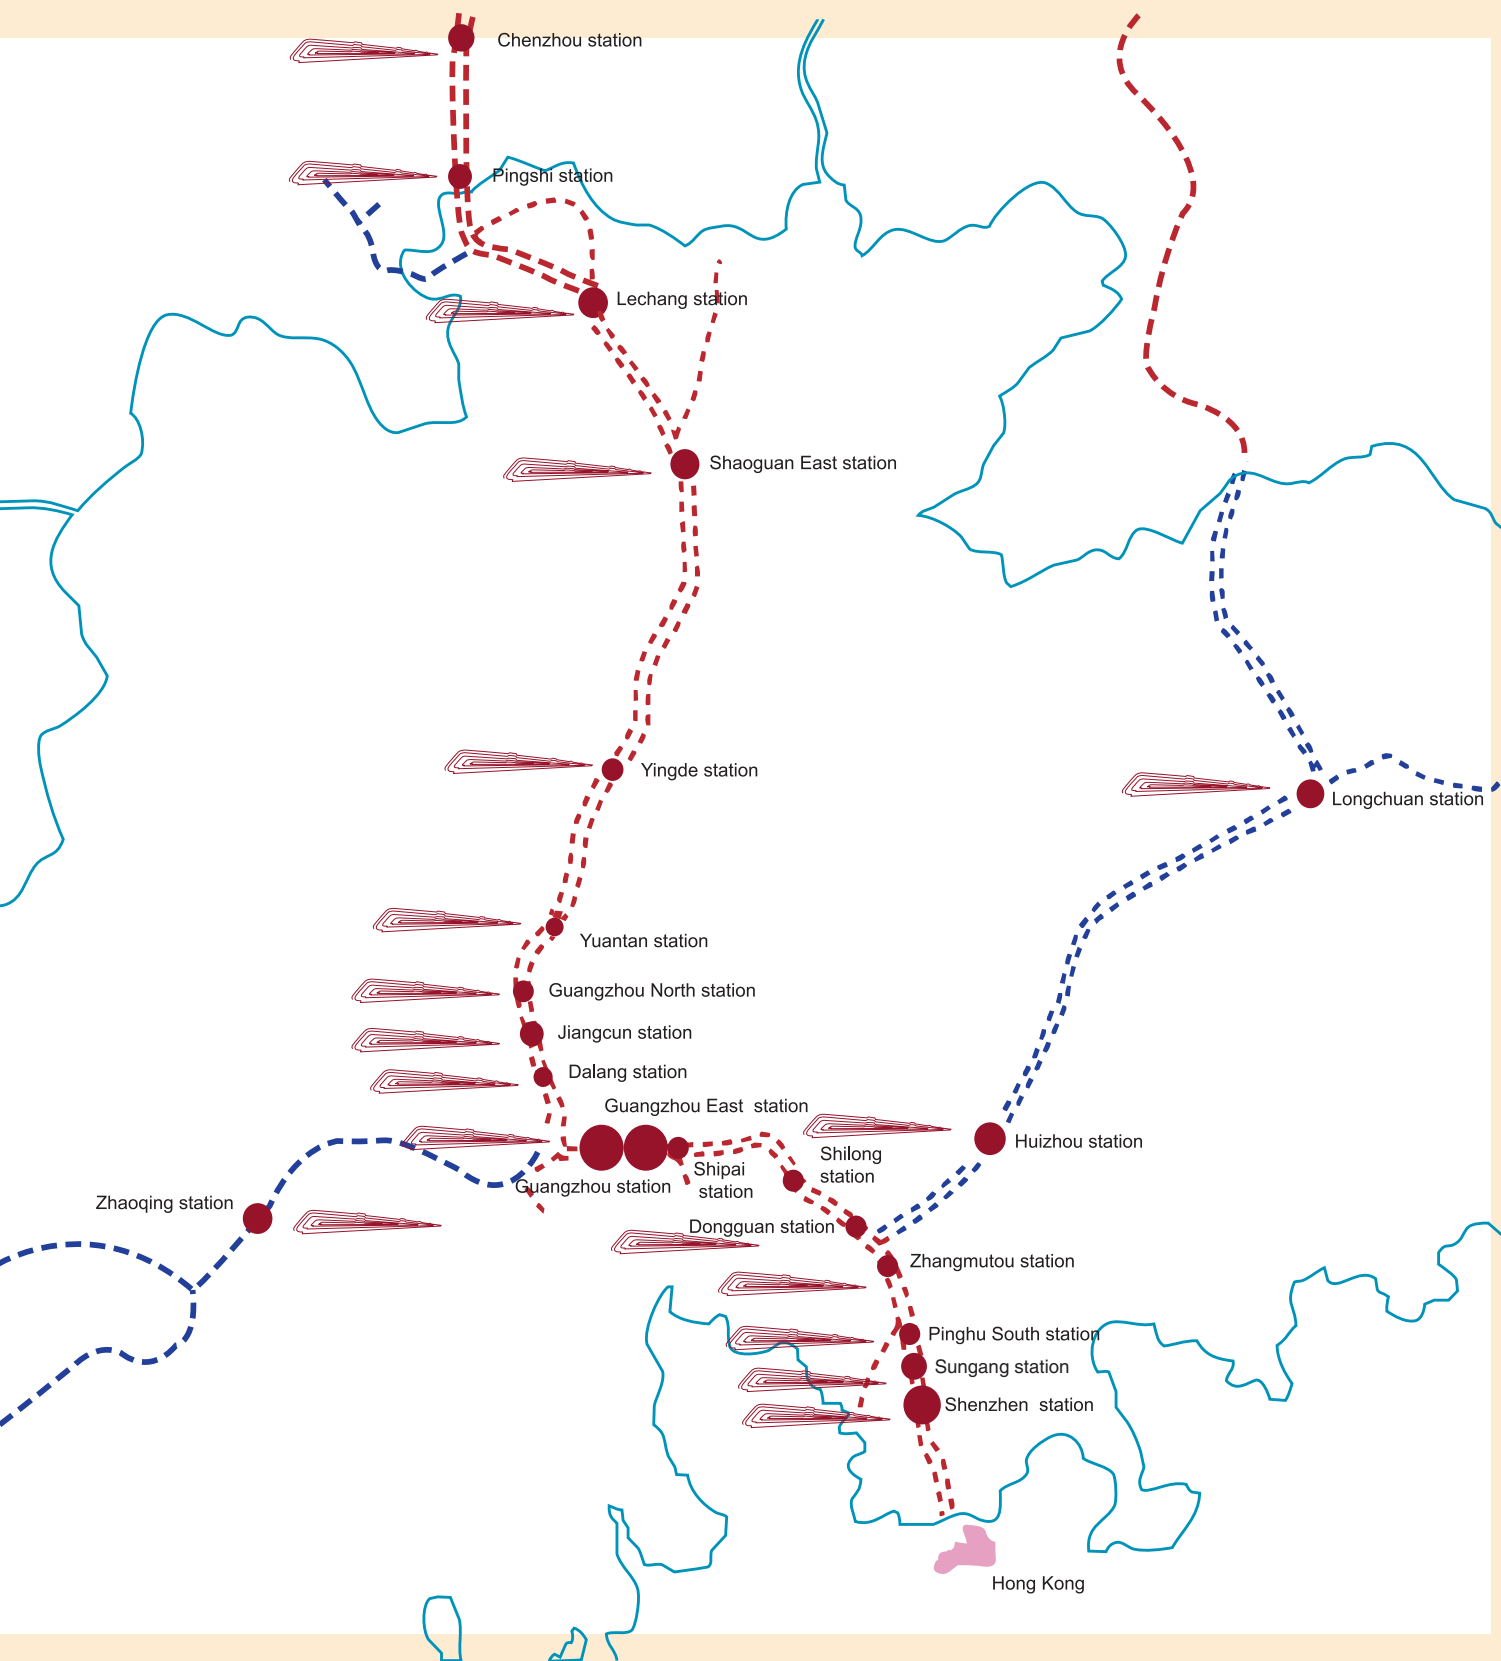 Chenzhou station
Pingshi station
Lechang station
Shaoguan East station
Yingde station
Longchuan station
Yuantan station
Guangzhou North station
Jiangcun station
Dalang station
Guangzhou East  station
Huizhou station
Shilong
station
Shipai
station
Guangzhou station
Zhaoqing station
Dongguan station
Zhangmutou station
Pinghu South station
Sungang station
Shenzhen  station
Hong Kong